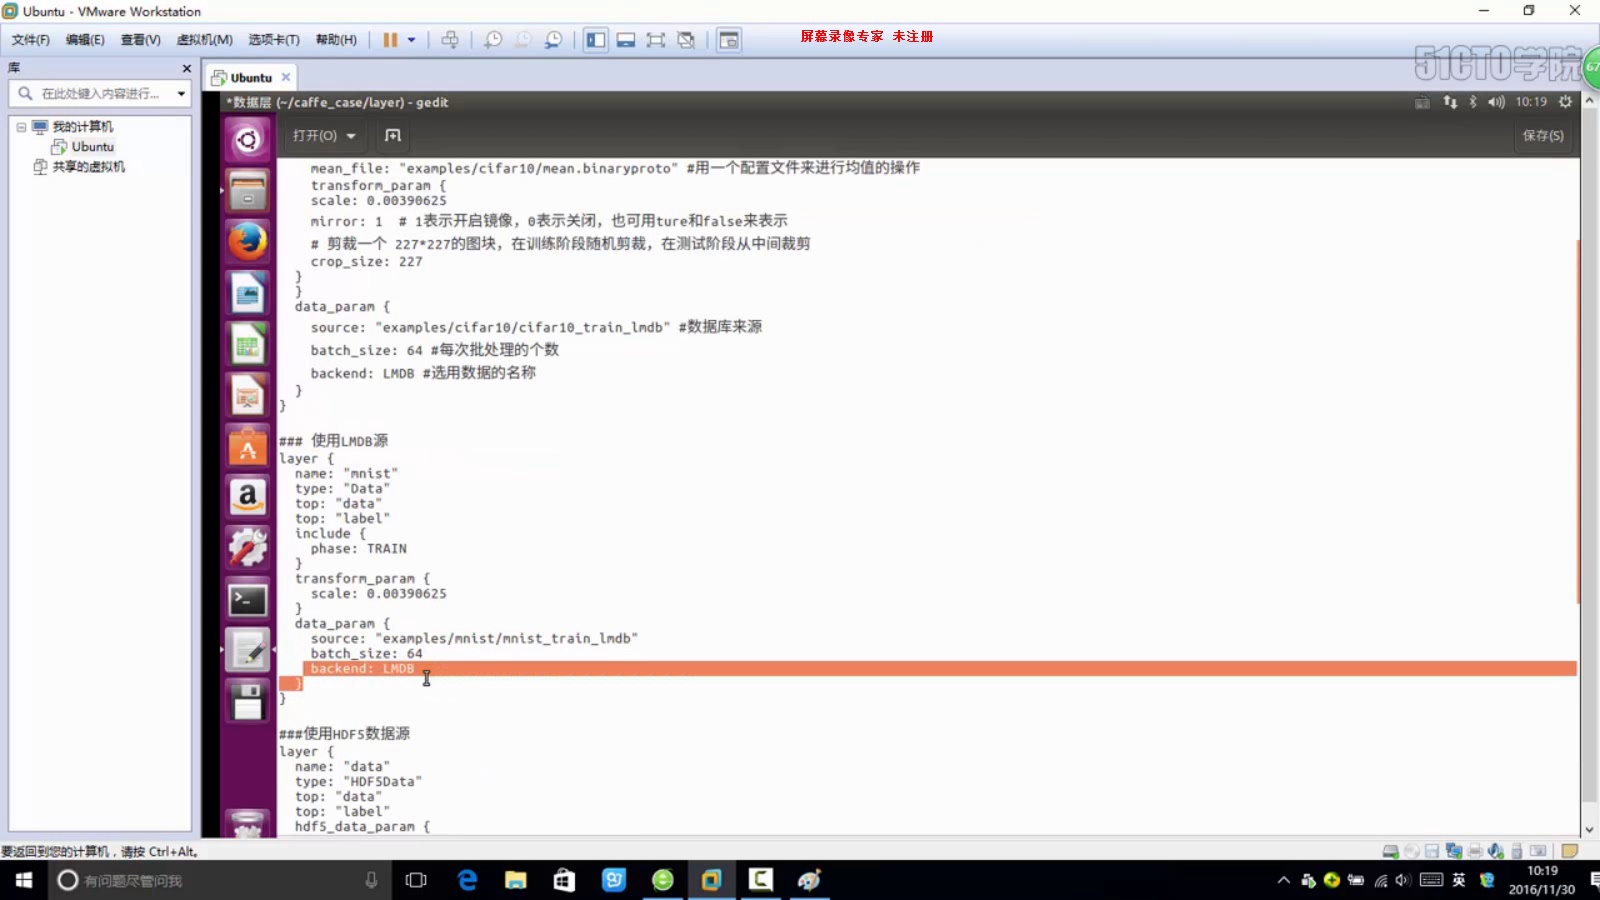 Ubuntu - VMware Workstation
文件(F) 编辑(E) 查看(V) 虚拟机(M) 选项卡(T) 帮助(H)
屏幕录像专家 未注册
51CTO学院
67
库
Ubuntu
在此处键入内容进行...
我的计算机
Ubuntu
共享的虚拟机
*数据层 (~/caffe_case/layer) - gedit
10:19
打开(O)
保存(S)
mean_file: "examples/cifar10/mean.binaryproto" #用一个配置文件来进行均值的操作
transform_param {
scale: 0.00390625
mirror: 1 # 1表示开启镜像，0表示关闭，也可用ture和false来表示
# 剪裁一个 227*227的图块，在训练阶段随机剪裁，在测试阶段从中间裁剪
crop_size: 227
}
}
data_param {
source: "examples/cifar10/cifar10_train_lmdb" #数据库来源
batch_size: 64 #每次批处理的个数
backend: LMDB #选用数据的名称
}
}
### 使用LMDB源
layer {
name: "mnist"
type: "Data"
top: "data"
top: "label"
include {
phase: TRAIN
}
transform_param {
scale: 0.00390625
}
data_param {
source: "examples/mnist/mnist_train_lmdb"
batch_size: 64
backend: LMDB
}
}
###使用HDF5数据源
layer {
name: "data"
type: "HDF5Data"
top: "data"
top: "label"
hdf5_data_param {
要返回到您的计算机，请按 Ctrl+Alt。
有问题尽管问我
英
10:19
2016/11/30